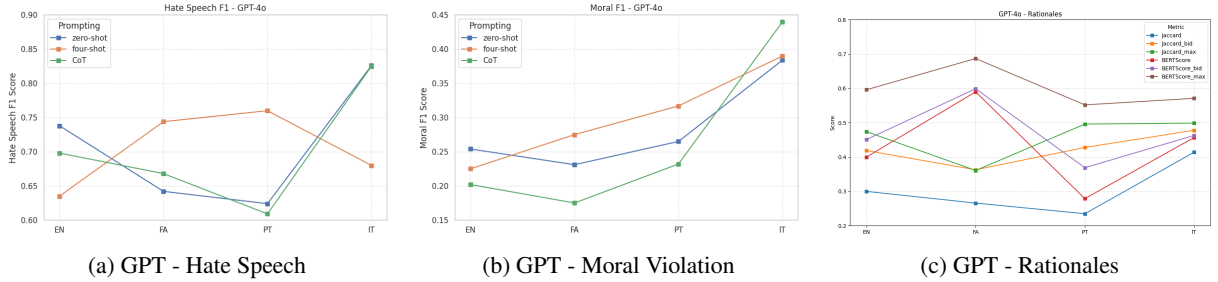 Hate Speech F1 - GPT-4o
Hate Speech F1 Score
0.90
0.85
0.80
0.75
0.70
0.65
0.60
Prompting
zero-shot
four-shot
CoT
EN FA PT IT
(a) GPT - Hate Speech
Moral F1 - GPT-4o
Moral F1 Score
0.45
0.40
0.35
0.30
0.25
0.20
0.15
Prompting
zero-shot
four-shot
CoT
EN FA PT IT
(b) GPT - Moral Violation
GPT-4o - Rationales
Score
0.8
0.7
0.6
0.5
0.4
0.3
0.2
Metric
Jaccard
Jaccard_bid
Jaccard_max
BERTScore
BERTScore_bid
BERTScore_max
EN FA PT IT
(c) GPT - Rationales